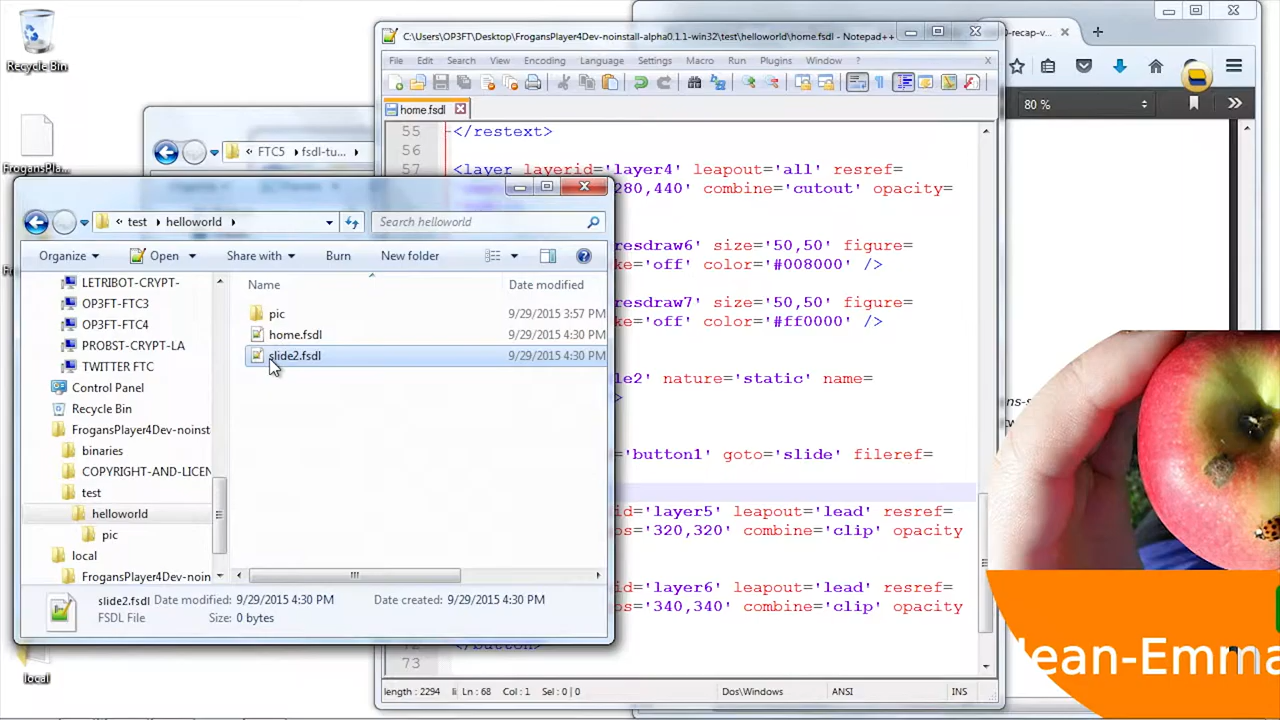 Recycle Bin
FrogansPla...
local
FTC5
fsdl-tu...
C:\Users\OP3FT\Desktop\FrogansPlayer4Dev-noinstall-alpha0.1.1-win32\test\helloworld\home.fsdl - Notepad++
File Edit Search View Encoding Language Settings Macro Run Plugins Window ? X
home.fsdl
55 </restext>
56
57 <layer layerid='layer4' leapout='all' resref=
280,440' combine='cutout' opacity=
resdraw6' size='50,50' figure=
ke='off' color='#008000' />
resdraw7' size='50,50' figure=
ke='off' color='#ff0000' />
le2' nature='static' name=
>
='button1' goto='slide' fileref=
id='layer5' leapout='lead' resref=
os='320,320' combine='clip' opacity
id='layer6' leapout='lead' resref=
os='340,340' combine='clip' opacity
73
length : 2294 li Ln : 68 Col : 1 Sel : 0 | 0 Dos\Windows ANSI INS
-recap-v...
80 %
test helloworld
Search helloworld
Organize Open Share with Burn New folder
LETRIBOT-CRYPT-
OP3FT-FTC3
OP3FT-FTC4
PROBST-CRYPT-LA
TWITTER FTC
Control Panel
Recycle Bin
FrogansPlayer4Dev-noinst
binaries
COPYRIGHT-AND-LICEN
test
helloworld
pic
local
FrogansPlayer4Dev-noinst
Name Date modified
pic 9/29/2015 3:57 PM
home.fsdl 9/29/2015 4:30 PM
slide2.fsdl 9/29/2015 4:30 PM
slide2.fsdl Date modified: 9/29/2015 4:30 PM Date created: 9/29/2015 4:30 PM
FSDL File Size: 0 bytes
Jean-Emma